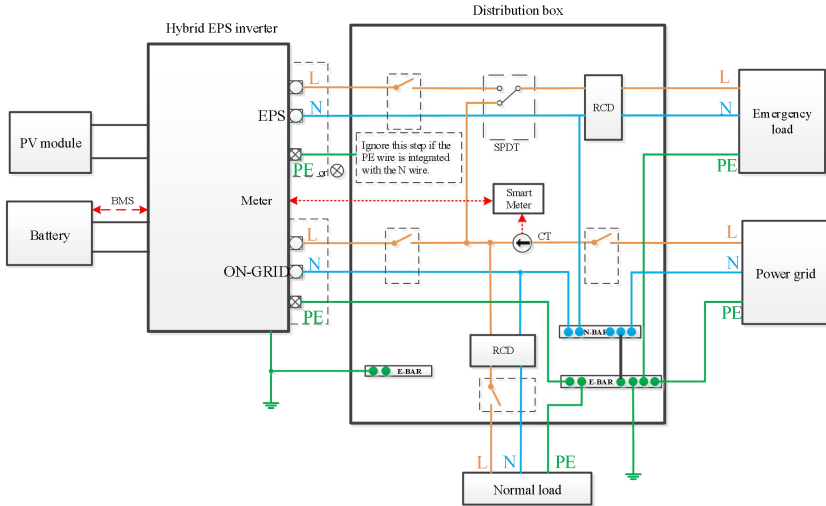 Hybrid EPS inverter
Distribution box
L
L
EPS
N
RCD
N
Emergency
load
SPDT
PV module
Ignore this step if the
PE wire is integrated
with the N wire.
PE
or
PE
BMS
Meter
Smart
Meter
Battery
L
CT
L
ON-GRID
N
N
Power grid
PE
PE
N-BAR
RCD
E-BAR
E-BAR
L
N
PE
Normal load